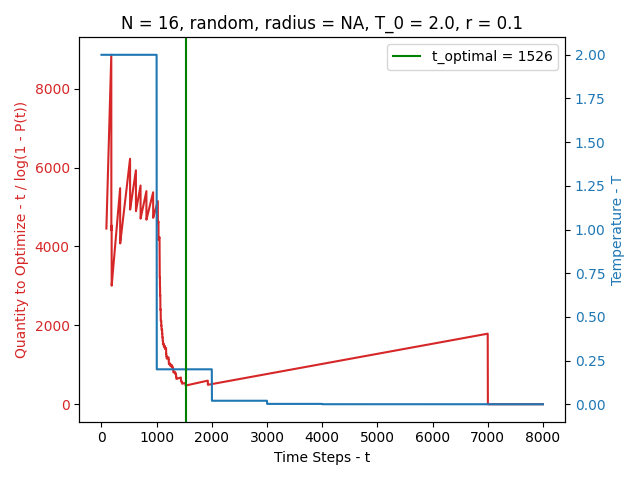 N = 16, random, radius = NA, T_0 = 2.0, r = 0.1
t_optimal = 1526
Quantity to Optimize - t / log(1 - P(t))
8000
6000
4000
2000
0
2.00
1.75
1.50
1.25
1.00
0.75
0.50
0.25
0.00
Temperature - T
0 1000 2000 3000 4000 5000 6000 7000 8000
Time Steps - t